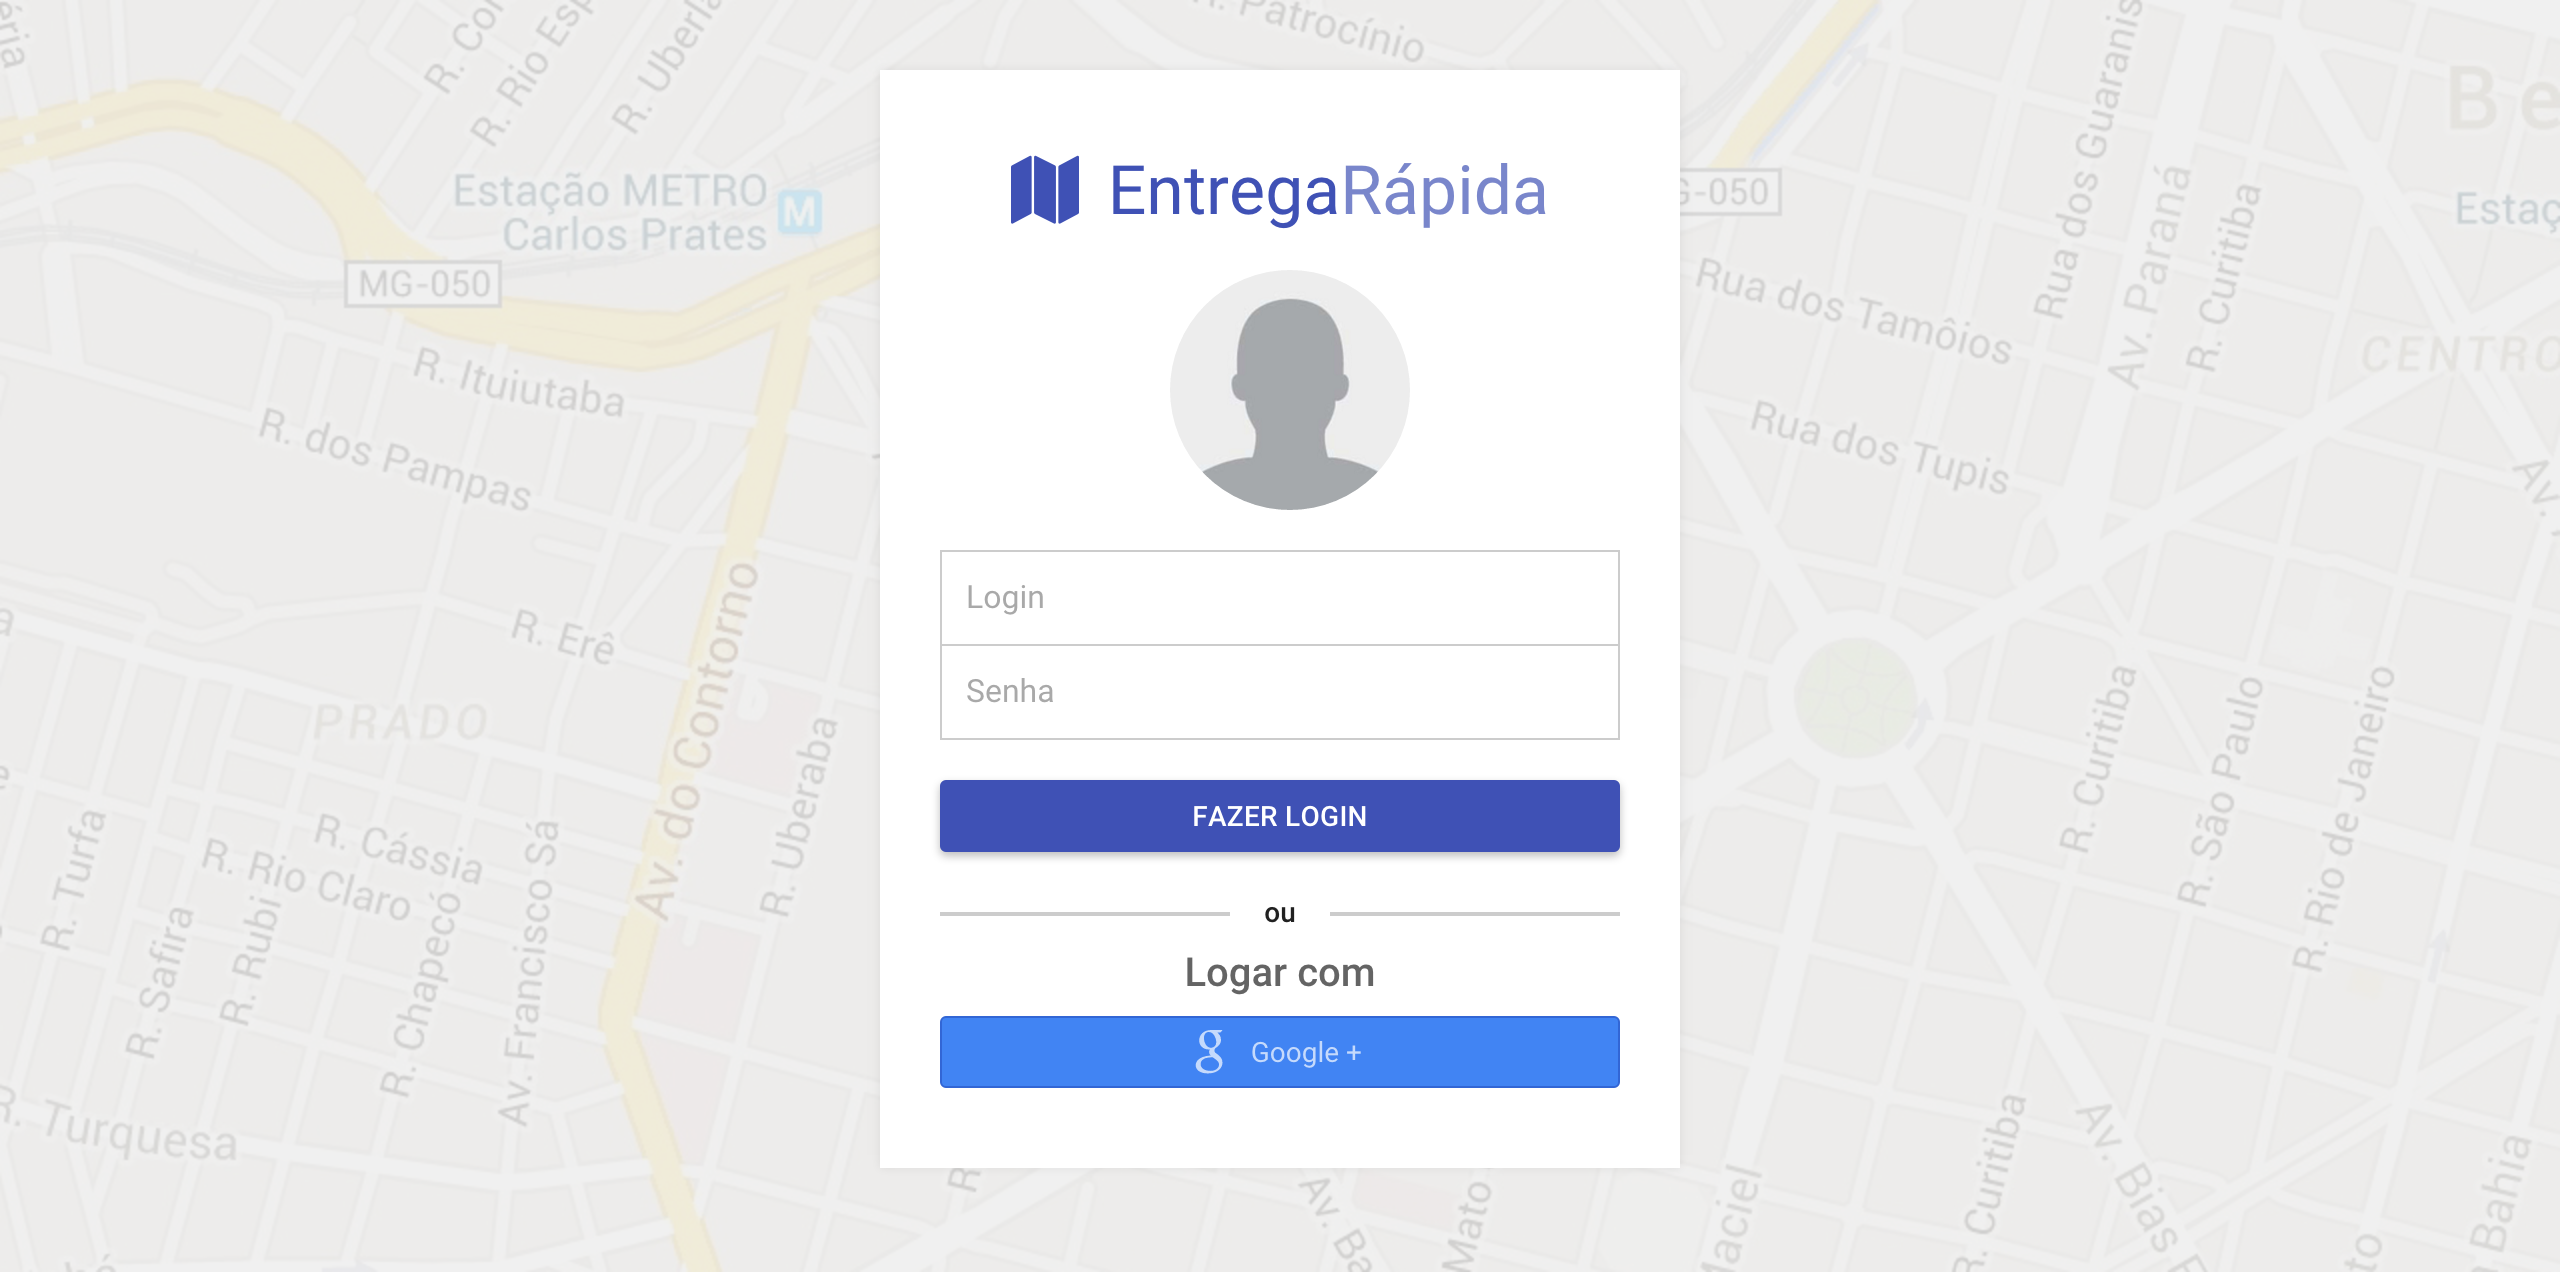 R. Patrocínio
R. Rio Esp
B e
Estação METRO
Carlos Prates
M
MG-050
R. Ituiutaba
R. dos Pampas
R. Erê
Av. do Contorno
PRADO
R. Uberaba
R. Cássia
R. Rio Claro
R. Turfa
R. Safira
R. Rubi
R. Chapecó
Av. Francisco Sá
R. Turquesa
EntregaRápida
Login
Senha
FAZER LOGIN
ou
Logar com
g Google +
-050
Rua dos Guaranis
Av. Paraná
R. Curitiba
Estaç
Rua dos Tamôios
CENTRO
Rua dos Tupis
Av.
R. Curitiba
R. São Paulo
R. Rio de Janeiro
R. Curitiba
Av. Bias F
Bahia
Maciel
Mato
Av. Ba
R